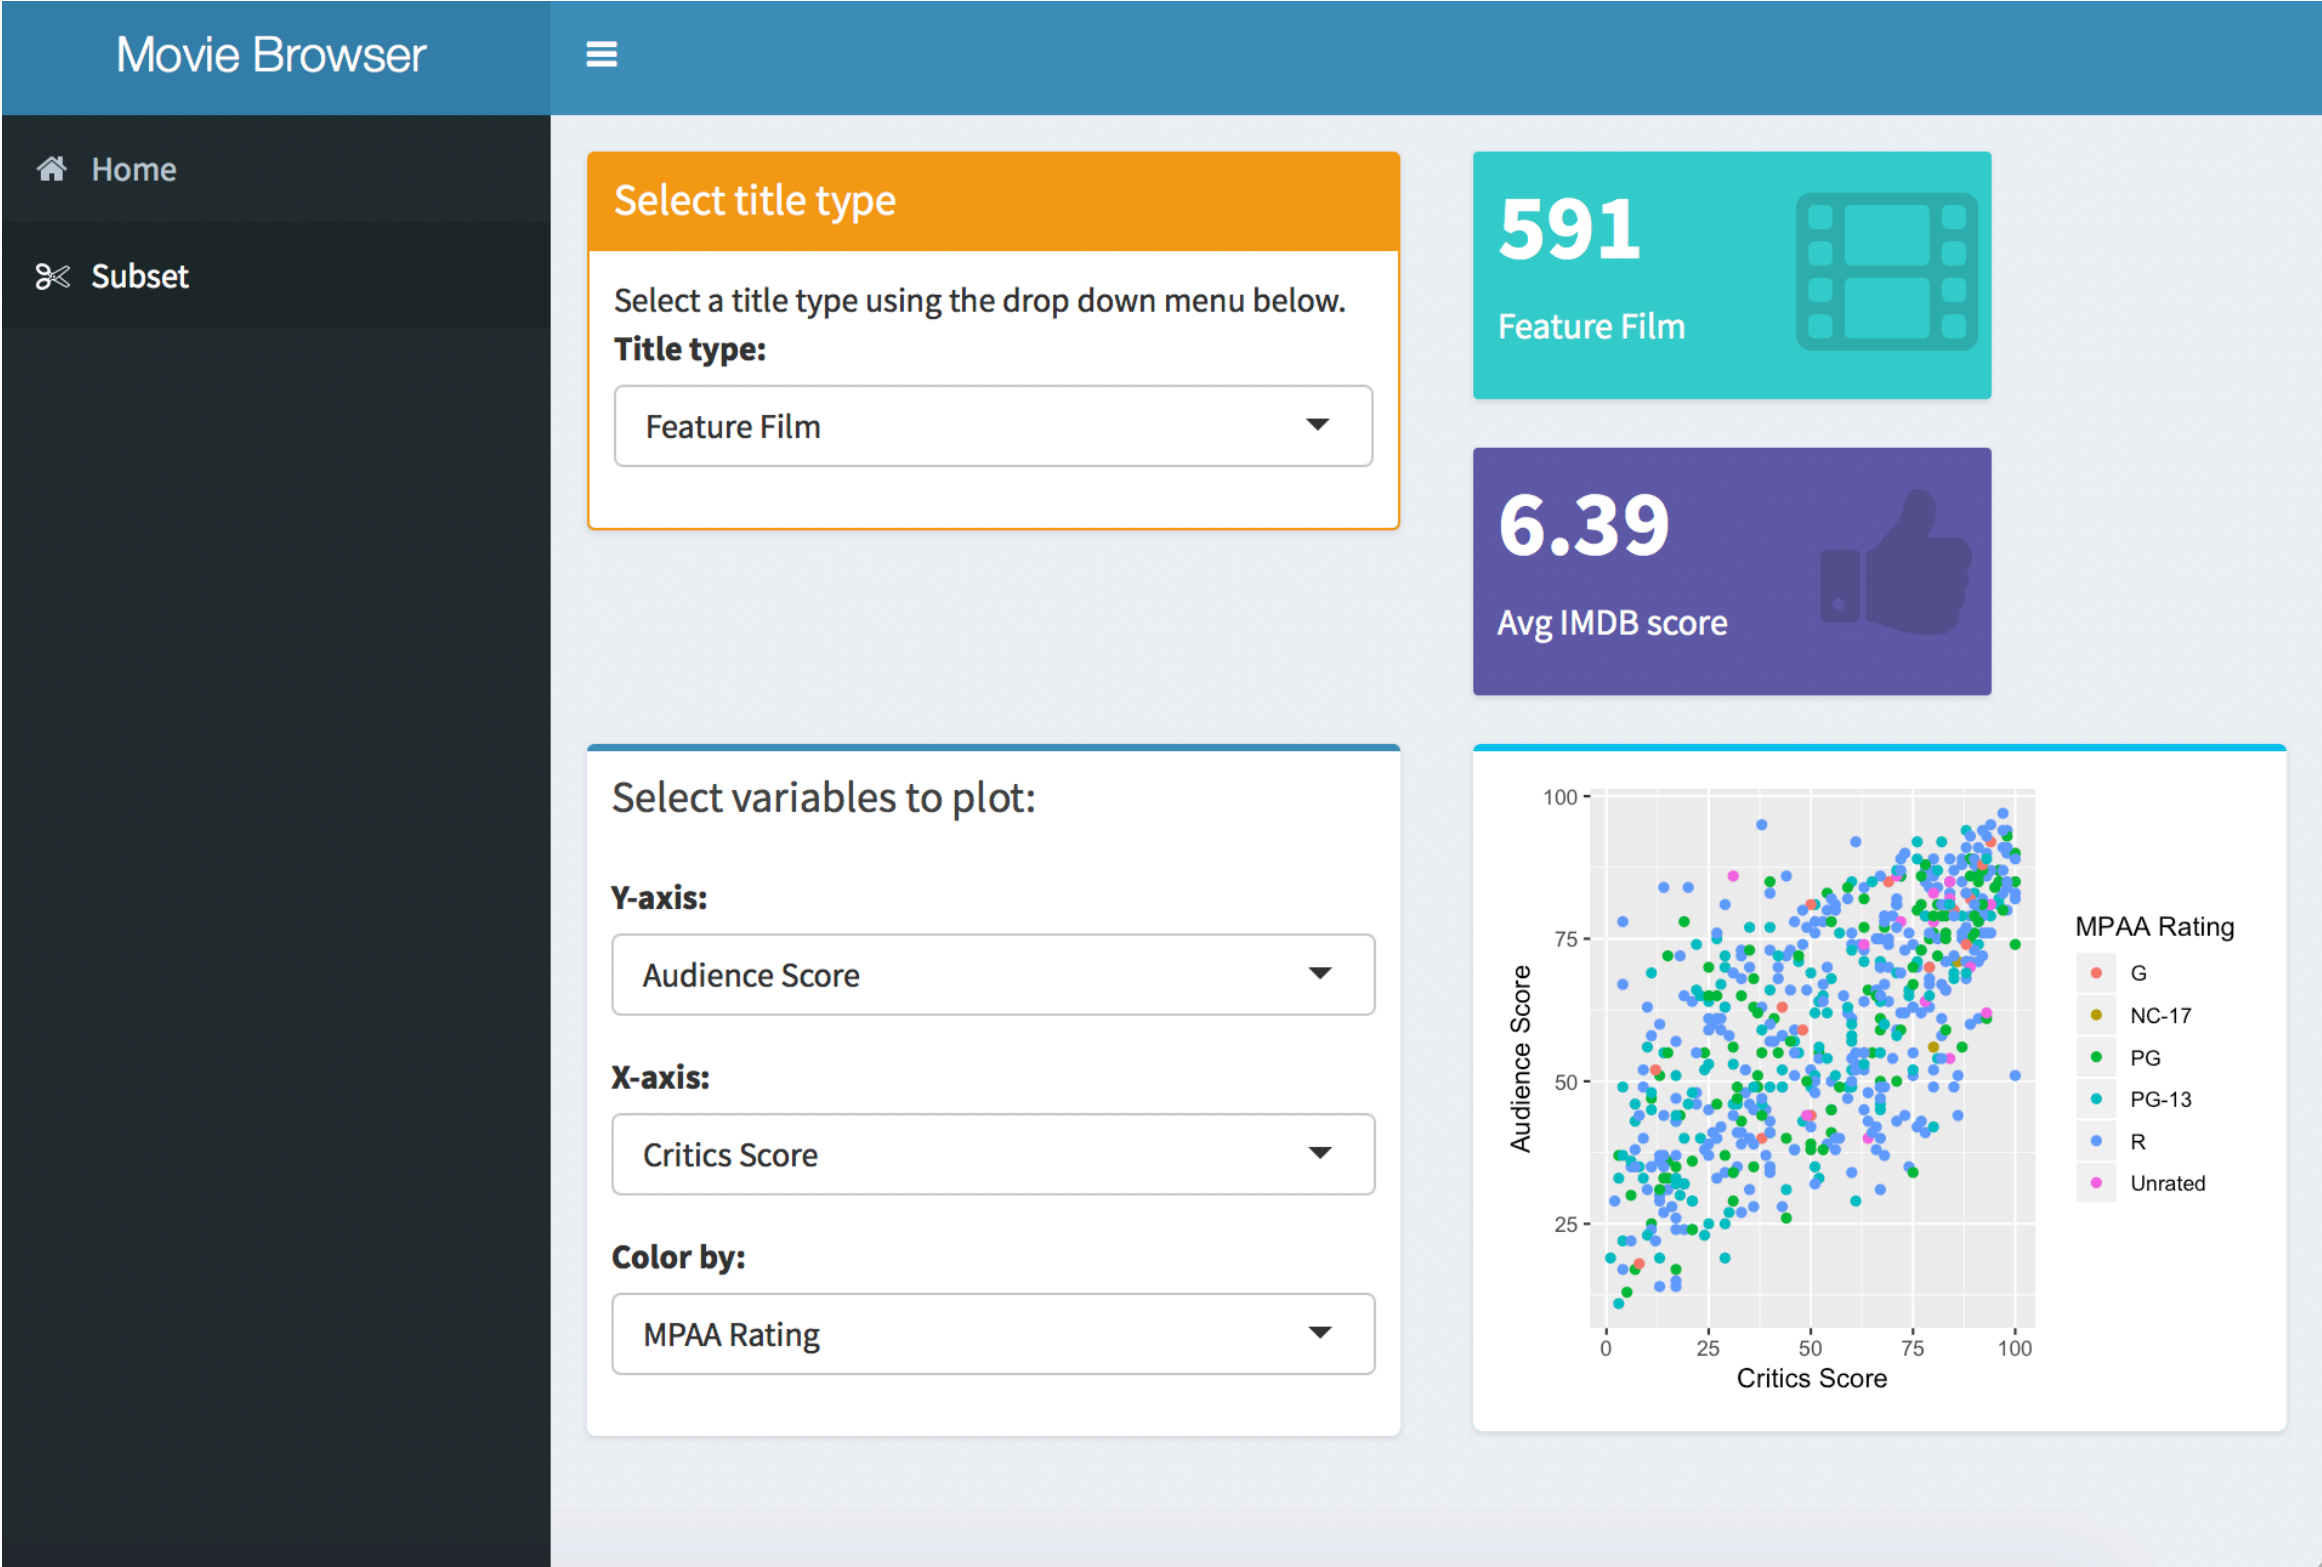 Movie Browser
Home
Subset
Select title type
Select a title type using the drop down menu below.
Title type:
Feature Film
591
Feature Film
6.39
Avg IMDB score
Select variables to plot:
Y-axis:
Audience Score
X-axis:
Critics Score
Color by:
MPAA Rating
100
75
50
25
Audience Score
0 25 50 75 100
Critics Score
MPAA Rating
G
NC-17
PG
PG-13
R
Unrated